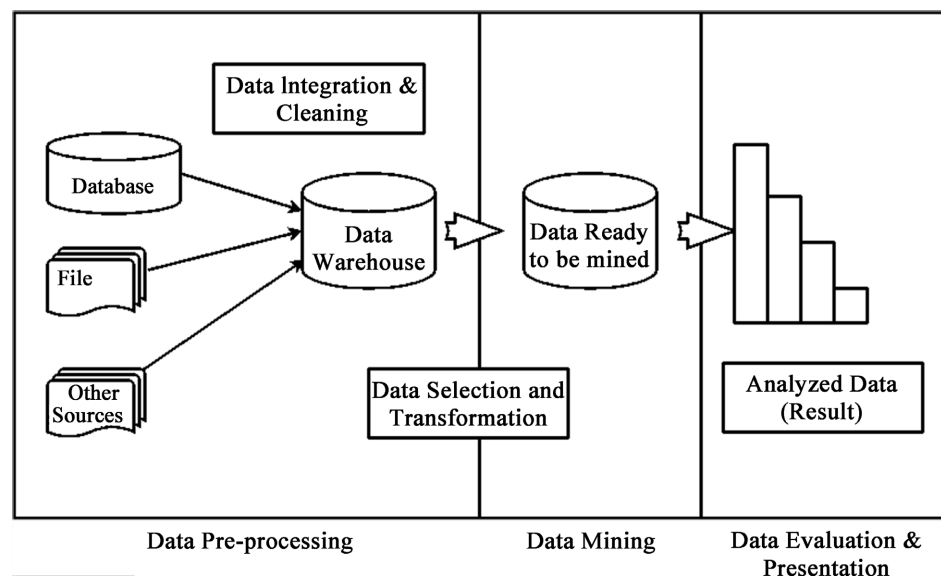 Data Integration &
Cleaning
Database
Data
Warehouse
File
Other
Sources
Data Ready
to be mined
Data Selection and
Transformation
Analyzed Data
(Result)
Data Pre-processing
Data Mining
Data Evaluation &
Presentation